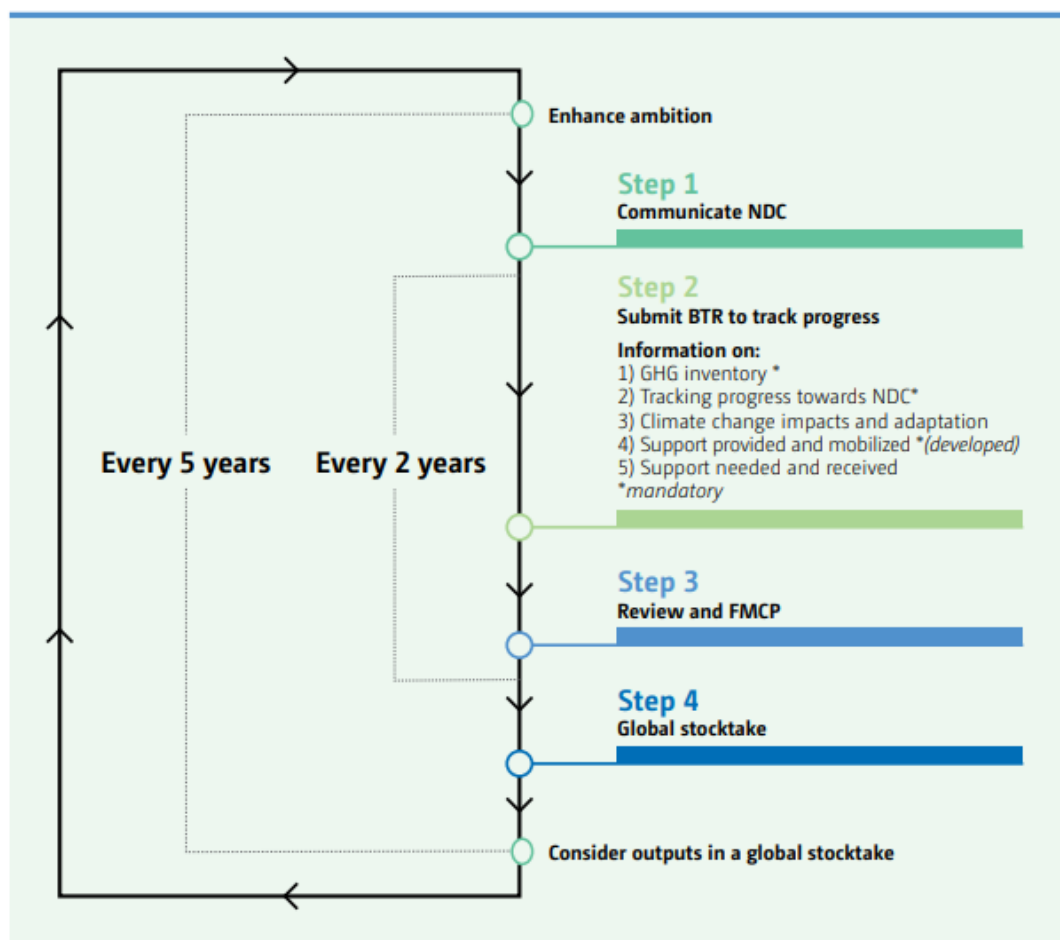 Enhance ambition
Step 1
Communicate NDC
Step 2
Submit BTR to track progress
Information on:
1) GHG inventory *
2) Tracking progress towards NDC*
3) Climate change impacts and adaptation
4) Support provided and mobilized *(developed)
5) Support needed and received
*mandatory
Every 5 years
Every 2 years
Step 3
Review and FMCP
Step 4
Global stocktake
Consider outputs in a global stocktake